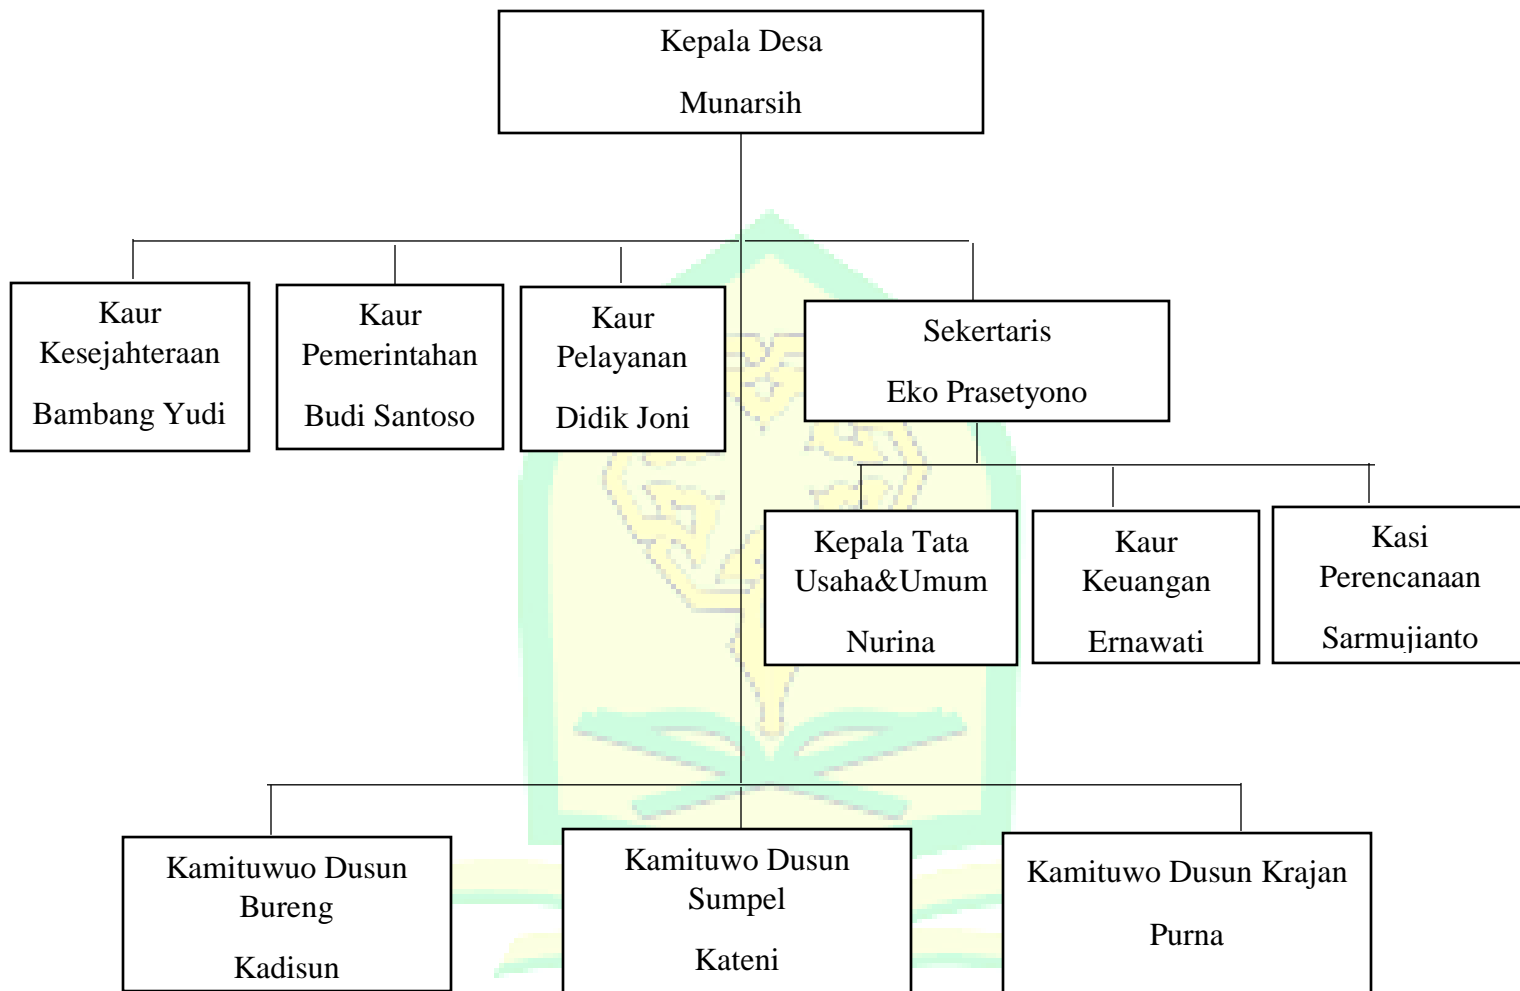 Kepala Desa
Munarsih
Kaur
Kesejahteraan
Bambang Yudi
Kaur
Pemerintahan
Budi Santoso
Kaur
Pelayanan
Didik Joni
Sekertaris
Eko Prasetyono
Kepala Tata
Usaha&Umum
Nurina
Kaur
Keuangan
Ernawati
Kasi
Perencanaan
Sarmujianto
Kamituwuo Dusun
Bureng
Kadisun
Kamituwo Dusun
Sumpel
Kateni
Kamituwo Dusun Krajan
Purna